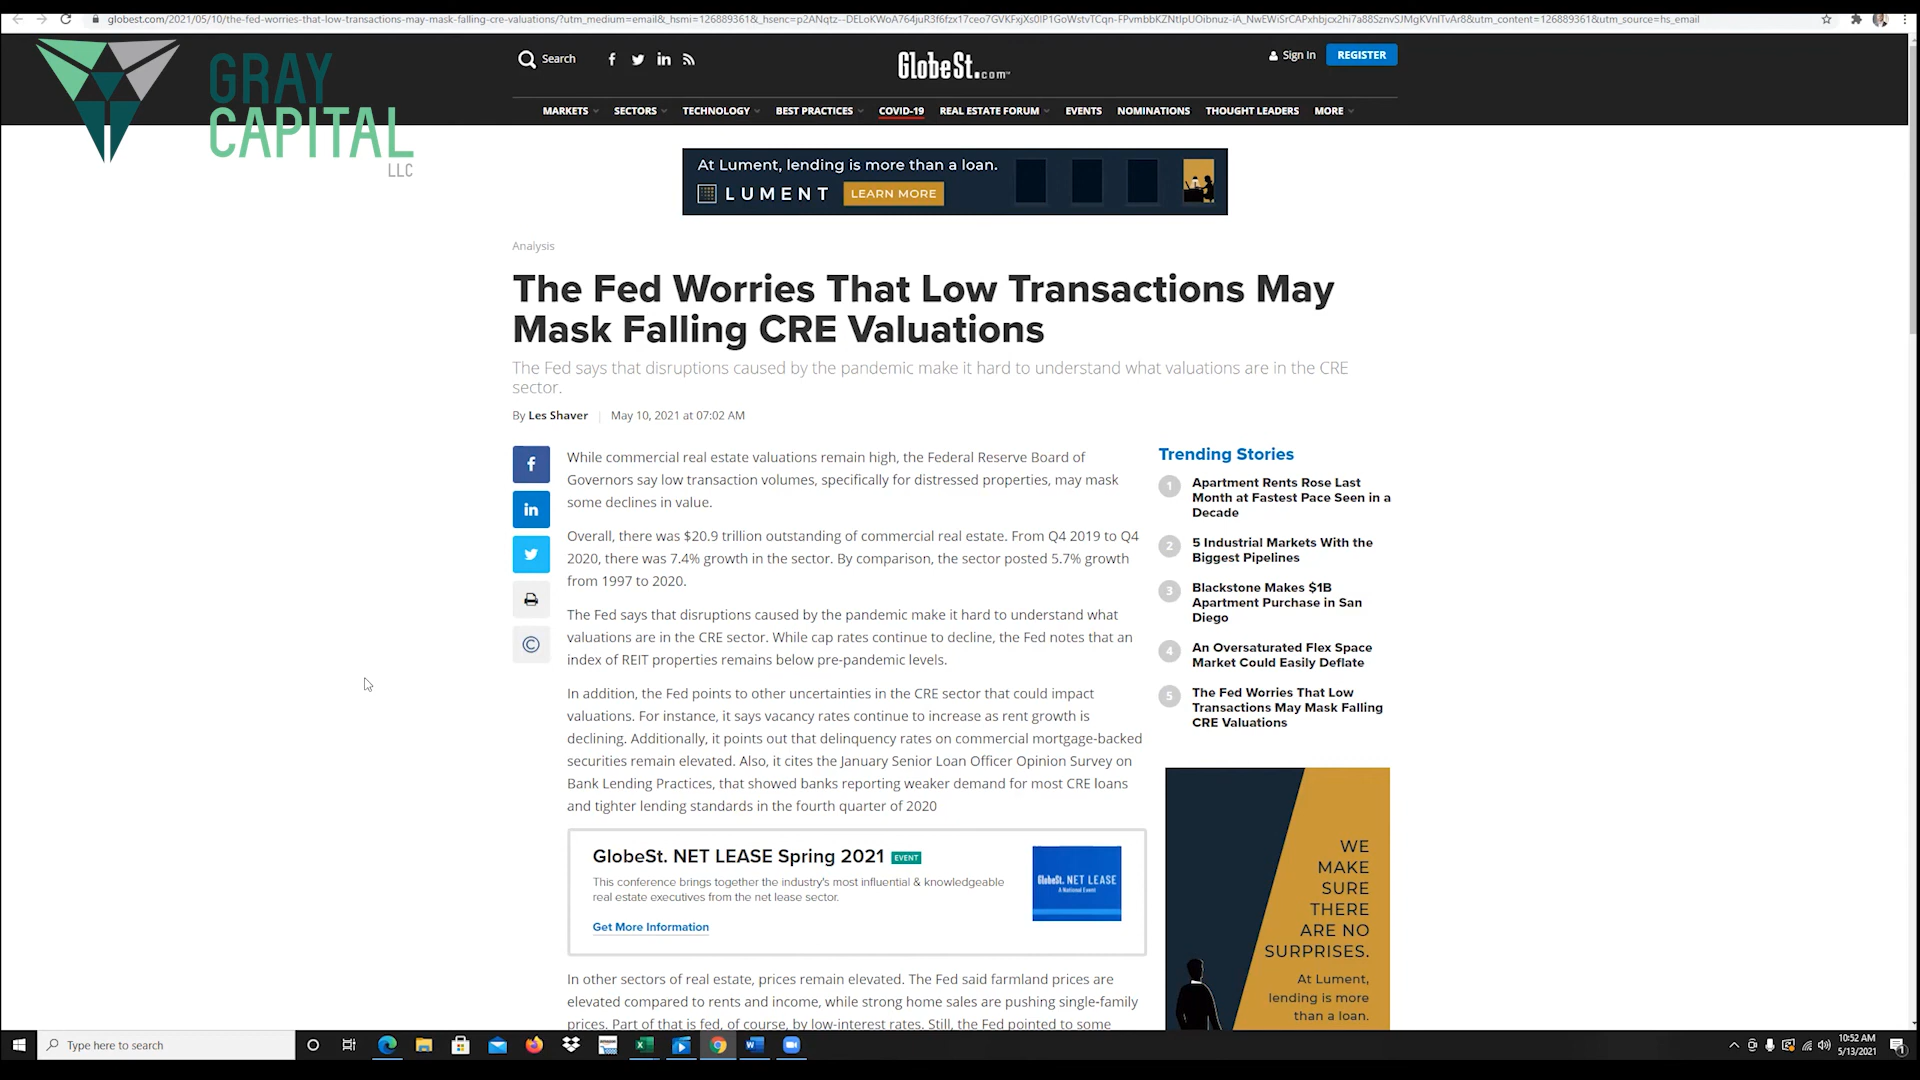 globest.com/2021/05/10/the-fed-worries-that-low-transactions-may-mask-falling-cre-valuations/?utm_medium=email&_hsmi=126889361&_hsenc=
GRAY
CAPITAL
LLC
Search
GlobeSt.com
Sign In
REGISTER
MARKETS
SECTORS
TECHNOLOGY
BEST PRACTICES
COVID-19
REAL ESTATE FORUM
EVENTS
NOMINATIONS
THOUGHT LEADERS
MORE
At Lument, lending is more than a loan.
LUMENT
LEARN MORE
Analysis
The Fed Worries That Low Transactions May
Mask Falling CRE Valuations
The Fed says that disruptions caused by the pandemic make it hard to understand what valuations are in the CRE
sector.
By Les Shaver
May 10, 2021 at 07:02 AM
While commercial real estate valuations remain high, the Federal Reserve Board of
Governors say low transaction volumes, specifically for distressed properties, may mask
some declines in value.
Overall, there was $20.9 trillion outstanding of commercial real estate. From Q4 2019 to Q4
2020, there was 7.4% growth in the sector. By comparison, the sector posted 5.7% growth
from 1997 to 2020.
The Fed says that disruptions caused by the pandemic make it hard to understand what
valuations are in the CRE sector. While cap rates continue to decline, the Fed notes that an
index of REIT properties remains below pre-pandemic levels.
In addition, the Fed points to other uncertainties in the CRE sector that could impact
valuations. For instance, it says vacancy rates continue to increase as rent growth is
declining. Additionally, it points out that delinquency rates on commercial mortgage-backed
securities remain elevated. Also, it cites the January Senior Loan Officer Opinion Survey on
Bank Lending Practices, that showed banks reporting weaker demand for most CRE loans
and tighter lending standards in the fourth quarter of 2020
GlobeSt. NET LEASE Spring 2021 EVENT
This conference brings together the industry's most influential & knowledgeable
real estate executives from the net lease sector.
Get More Information
GlobeSt. NET LEASE
A National Event
In other sectors of real estate, prices remain elevated. The Fed said farmland prices are
elevated compared to rents and income, while strong home sales are pushing single-family
prices. Part of that is fed, of course, by low-interest rates. Still, the Fed pointed to some
Trending Stories
1
Apartment Rents Rose Last
Month at Fastest Pace Seen in a
Decade
2
5 Industrial Markets With the
Biggest Pipelines
3
Blackstone Makes $1B
Apartment Purchase in San
Diego
4
An Oversaturated Flex Space
Market Could Easily Deflate
5
The Fed Worries That Low
Transactions May Mask Falling
CRE Valuations
WE
MAKE
SURE
THERE
ARE NO
SURPRISES.
At Lument,
lending is more
than a loan.
Type here to search
10:52 AM
5/13/2021